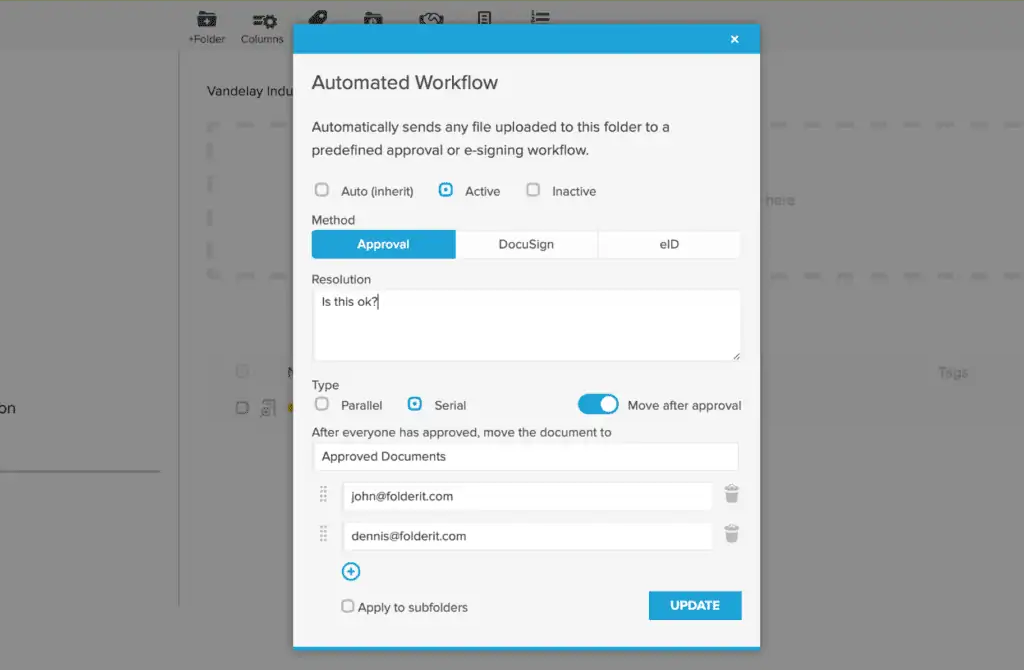 +Folder Columns
Automated Workflow
Vandelay Indu
Automatically sends any file uploaded to this folder to a
predefined approval or e-signing workflow.
here
Auto (inherit) Active Inactive
Method
Approval DocuSign eID
Resolution
Is this ok?
Tags
Type
Parallel Serial Move after approval
on
After everyone has approved, move the document to
Approved Documents
john@folderit.com
dennis@folderit.com
Apply to subfolders UPDATE